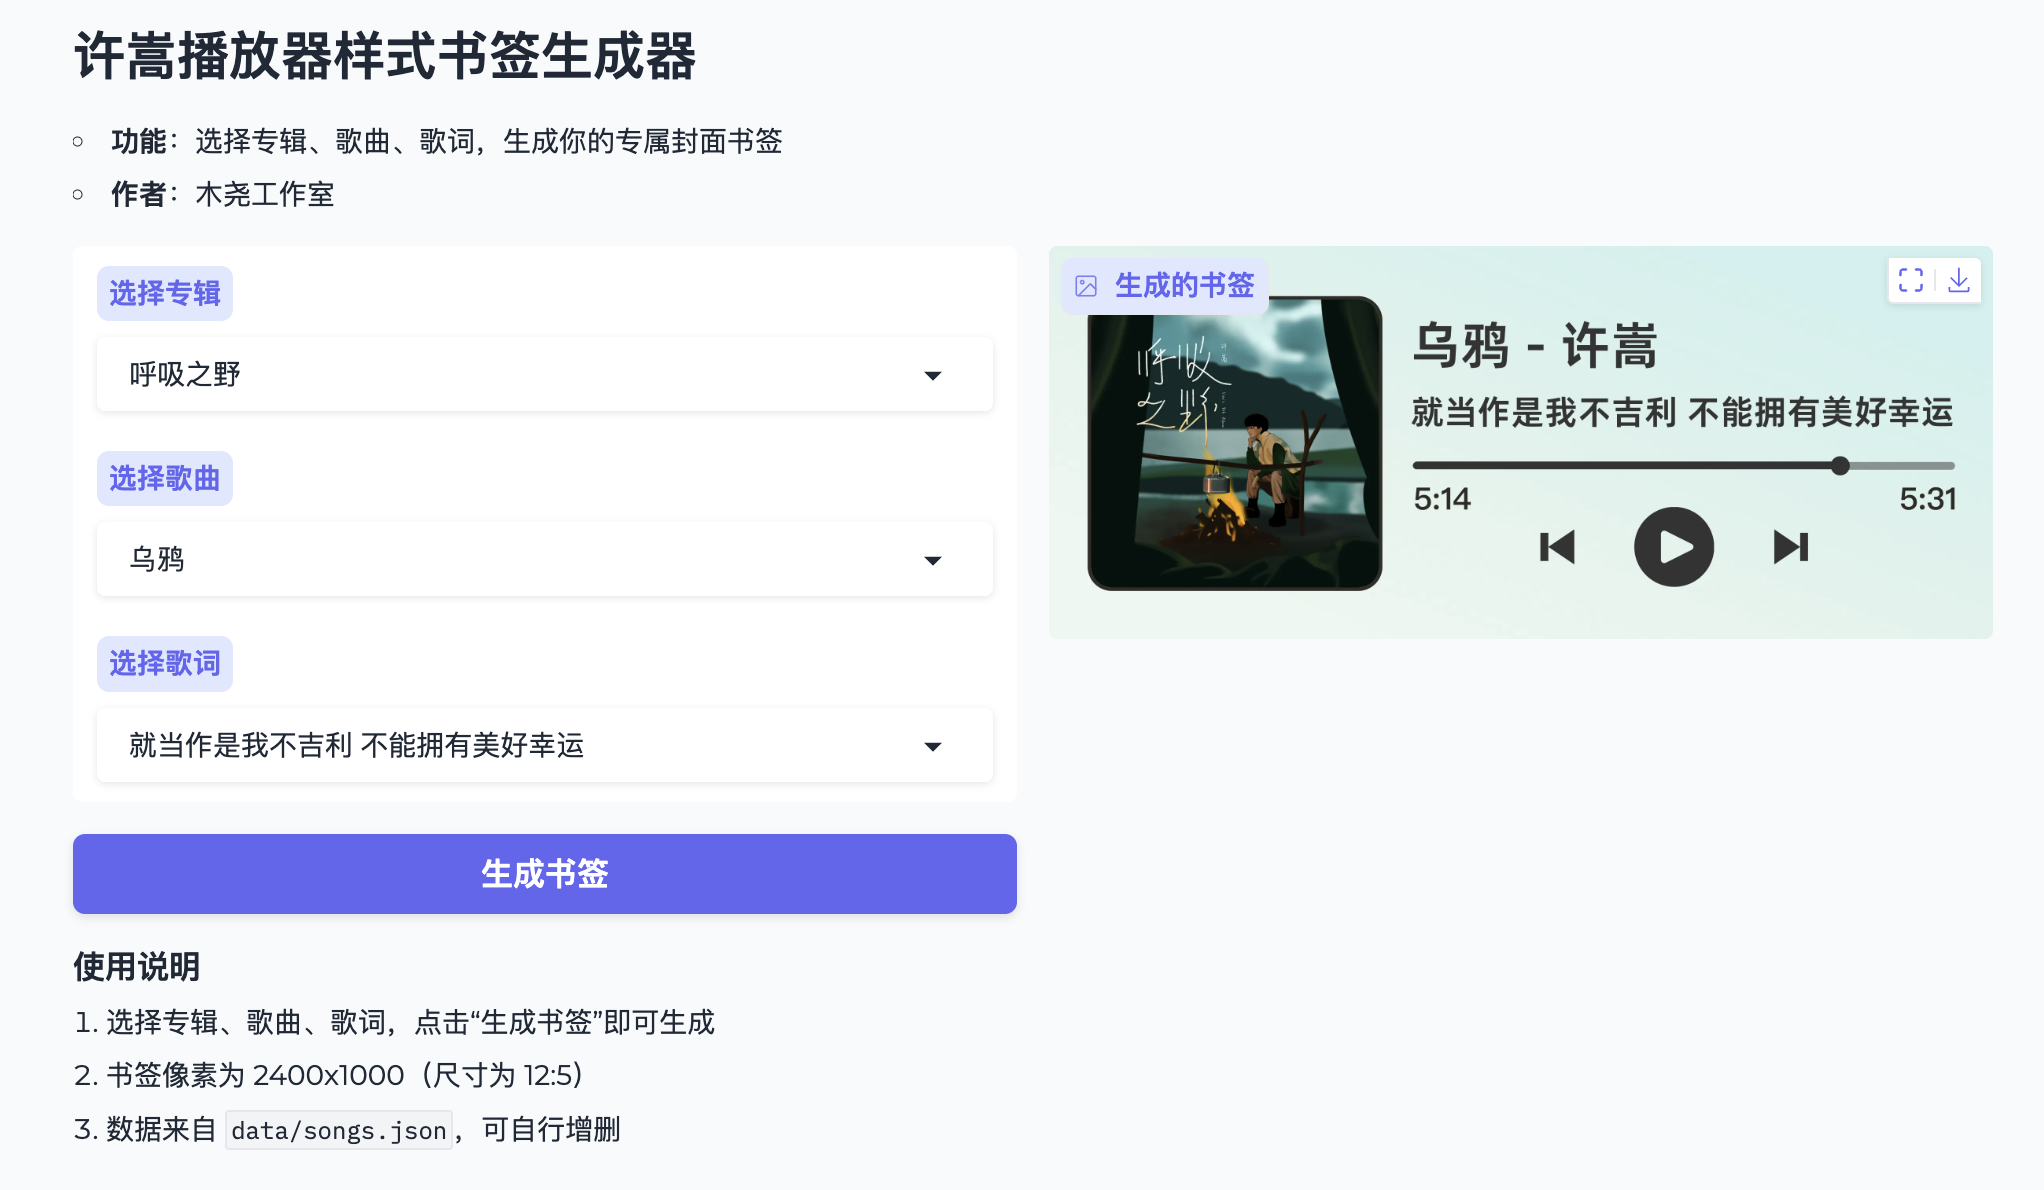 许嵩播放器样式书签生成器
功能：选择专辑、歌曲、歌词，生成你的专属封面书签
作者：木尧工作室
选择专辑
呼吸之野
选择歌曲
乌鸦
选择歌词
就当作是我不吉利 不能拥有美好幸运
生成书签
生成的书签
呼吸
之野
许嵩
乌鸦 - 许嵩
就当作是我不吉利 不能拥有美好幸运
5:14
5:31
使用说明
1. 选择专辑、歌曲、歌词，点击“生成书签”即可生成
2. 书签像素为 2400x1000（尺寸为 12:5）
3. 数据来自 data/songs.json，可自行增删